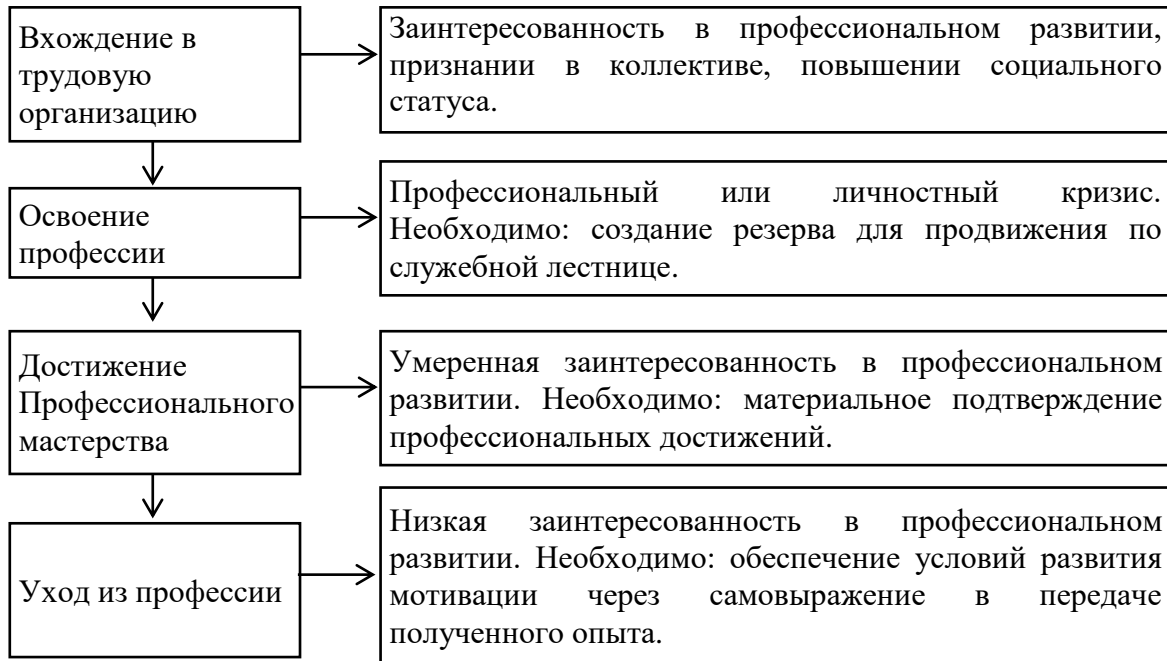 Вхождение в
трудовую
организацию
Заинтересованность в профессиональном развитии,
признании в коллективе, повышении социального
статуса.
Освоение
профессии
Профессиональный или личностный кризис.
Необходимо: создание резерва для продвижения по
служебной лестнице.
Достижение
Профессионального
мастерства
Умеренная заинтересованность в профессиональном
развитии. Необходимо: материальное подтверждение
профессиональных достижений.
Уход из профессии
Низкая заинтересованность в профессиональном
развитии. Необходимо: обеспечение условий развития
мотивации через самовыражение в передаче
полученного опыта.